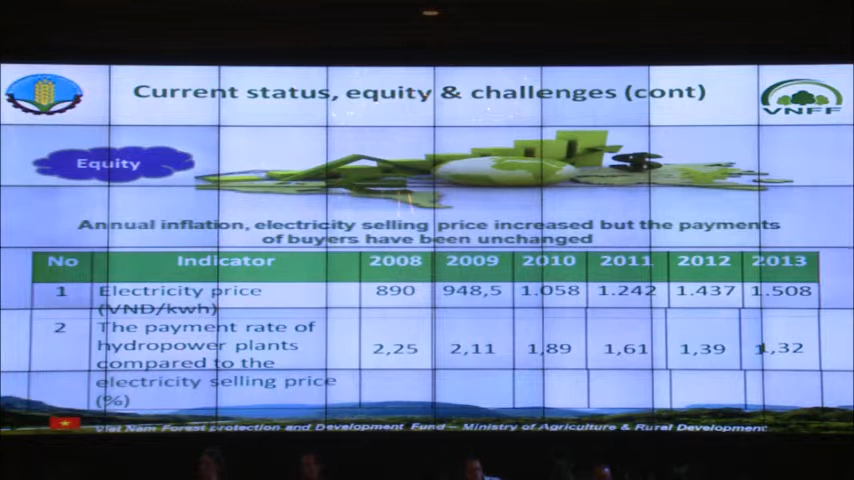 Current status, equity & challenges (cont)
VNFF
Equity
Annual inflation, electricity selling price increased but the payments
of buyers have been unchanged
No Indicator 2008 2009 2010 2011 2012 2013
1 Electricity price 890 948,5 1.058 1.242 1.437 1.508
(VND/kwh)
2 The payment rate of
hydropower plants 2,25 2,11 1,89 1,61 1,39 1,32
compared to the
electricity selling price
(%)
Viet Nam Forest Protection and Development Fund – Ministry of Agriculture & Rural Development